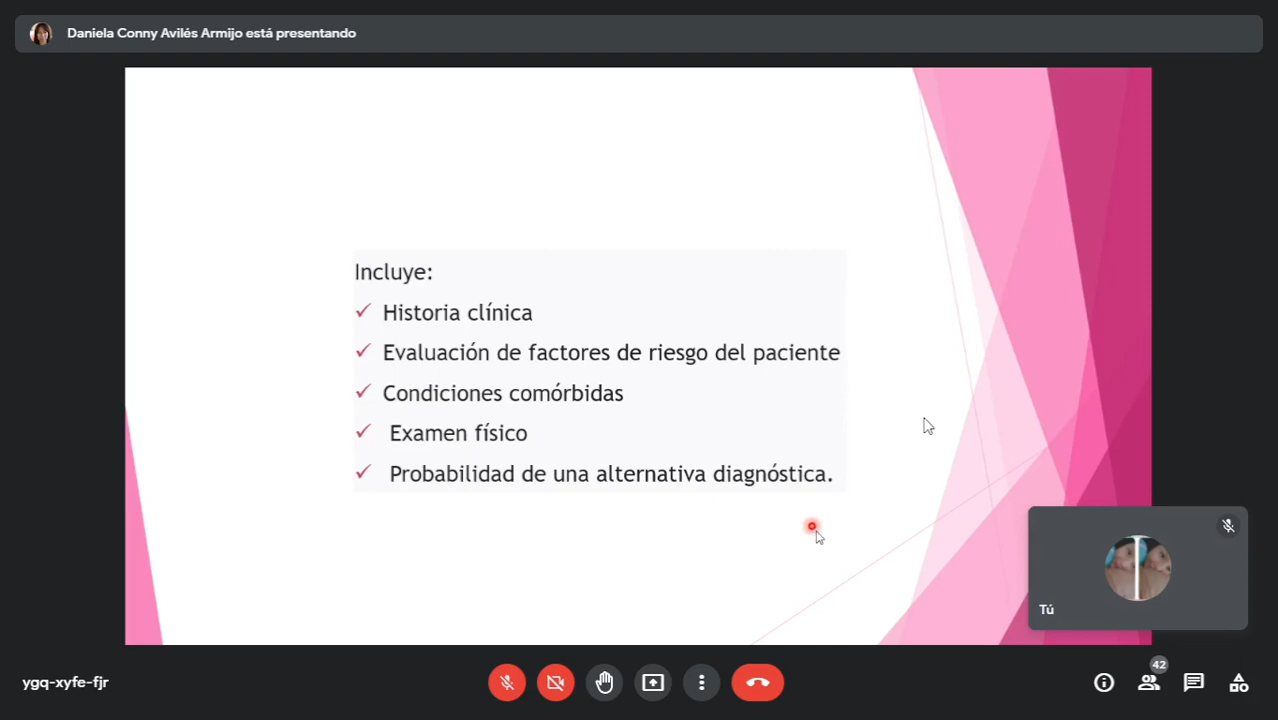 Daniela Conny Avilés Armijo está presentando
Incluye:
✓ Historia clínica
✓ Evaluación de factores de riesgo del paciente
✓ Condiciones comórbidas
✓ Examen físico
✓ Probabilidad de una alternativa diagnóstica.
Tú
ygq-xyfe-fjr
42